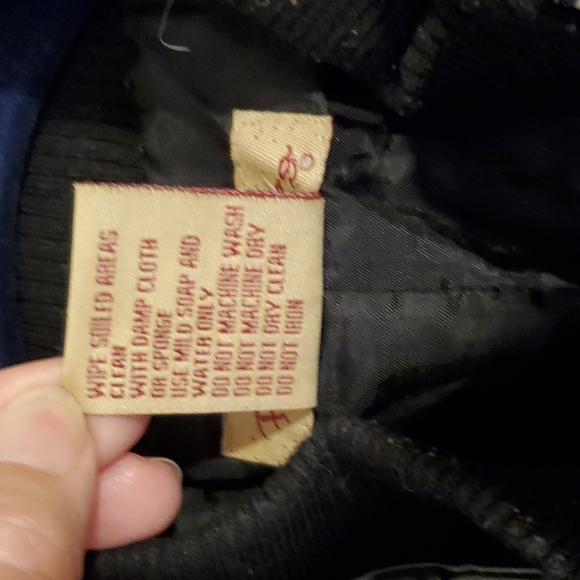 WIPE SOILED AREAS
CLEAN
WITH DAMP CLOTH
OR SPONGE
USE MILD SOAP AND
WATER ONLY
DO NOT MACHINE WASH
DO NOT MACHINE DRY
DO NOT DRY CLEAN
DO NOT IRON